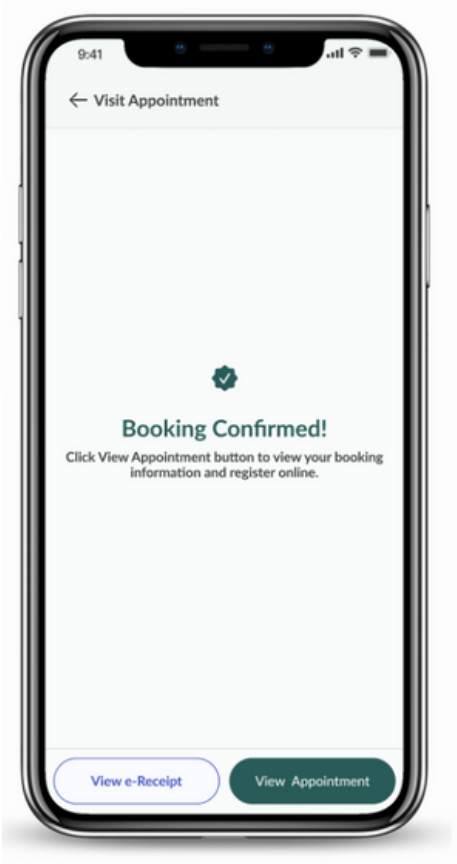 9:41
← Visit Appointment
Booking Confirmed!
Click View Appointment button to view your booking
information and register online.
View e-Receipt
View Appointment